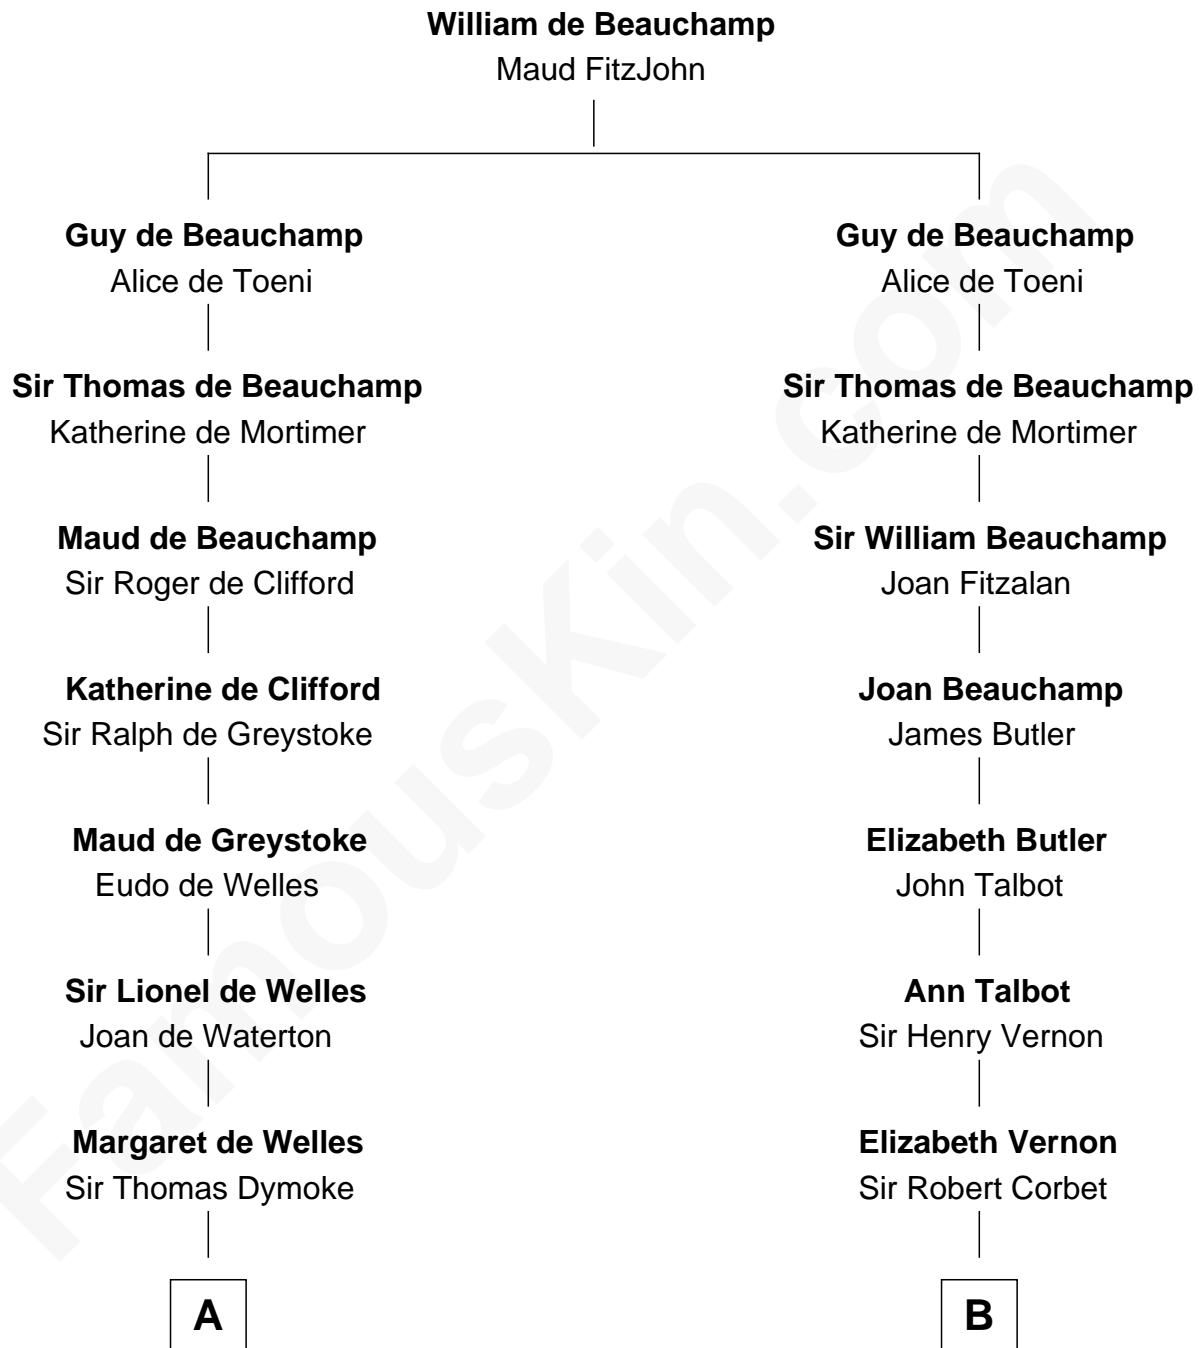 William de Beauchamp
Maud FitzJohn
Guy de Beauchamp
Alice de Toeni
Sir Thomas de Beauchamp
Katherine de Mortimer
Maud de Beauchamp
Sir Roger de Clifford
Katherine de Clifford
Sir Ralph de Greystoke
Maud de Greystoke
Eudo de Welles
Sir Lionel de Welles
Joan de Waterton
Margaret de Welles
Sir Thomas Dymoke
A
Guy de Beauchamp
Alice de Toeni
Sir Thomas de Beauchamp
Katherine de Mortimer
Sir William Beauchamp
Joan Fitzalan
Joan Beauchamp
James Butler
Elizabeth Butler
John Talbot
Ann Talbot
Sir Henry Vernon
Elizabeth Vernon
Sir Robert Corbet
B
FamousKin.com